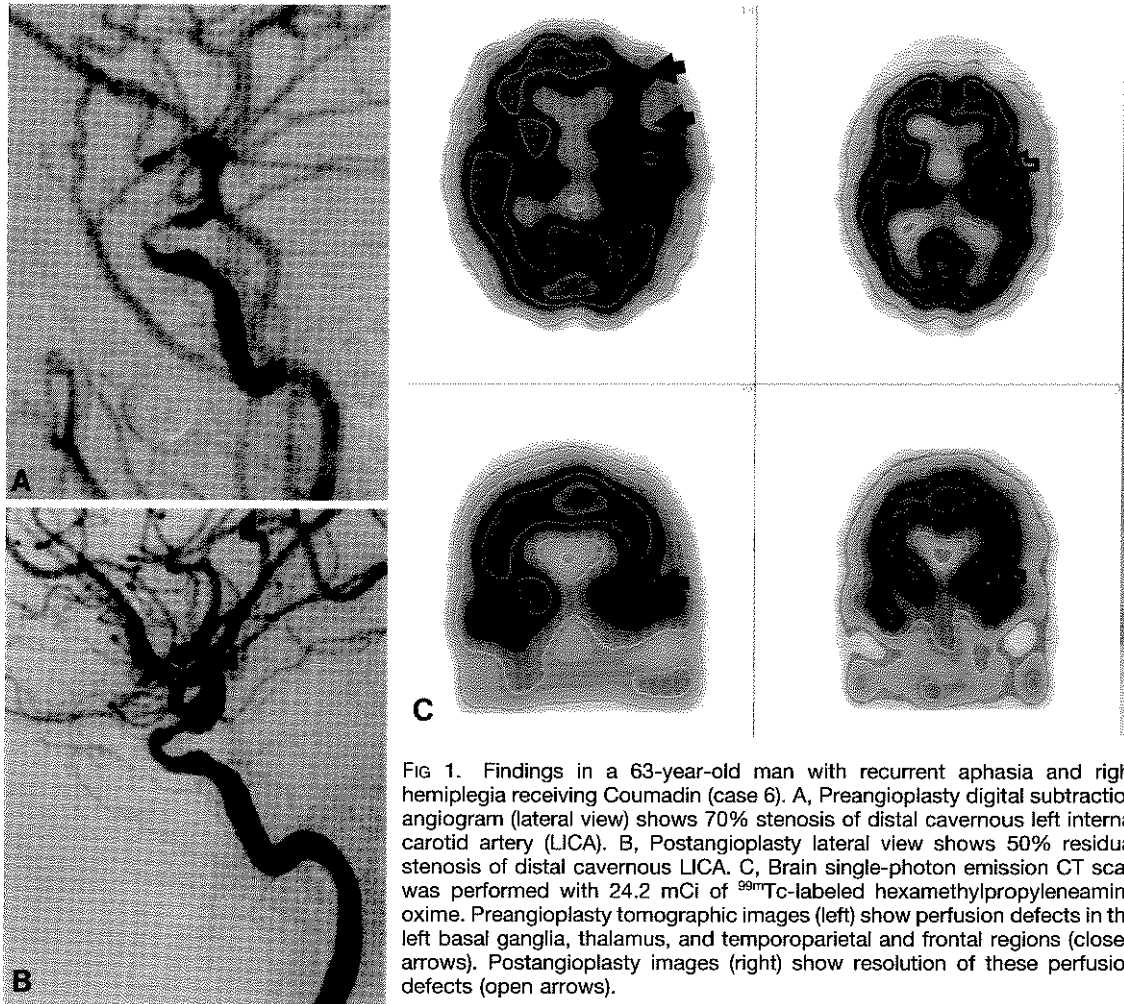 A
B
C
FIG 1. Findings in a 63-year-old man with recurrent aphasia and righ
hemiplegia receiving Coumadin (case 6). A, Preangioplasty digital subtractio
angiogram (lateral view) shows 70% stenosis of distal cavernous left interna
carotid artery (LICA). B, Postangioplasty lateral view shows 50% residua
stenosis of distal cavernous LICA. C, Brain single-photon emission CT sca
was performed with 24.2 mCi of 99mTc-labeled hexamethylpropyleneamin
oxime. Preangioplasty tomographic images (left) show perfusion defects in th
left basal ganglia, thalamus, and temporoparietal and frontal regions (close
arrows). Postangioplasty images (right) show resolution of these perfusio
defects (open arrows).